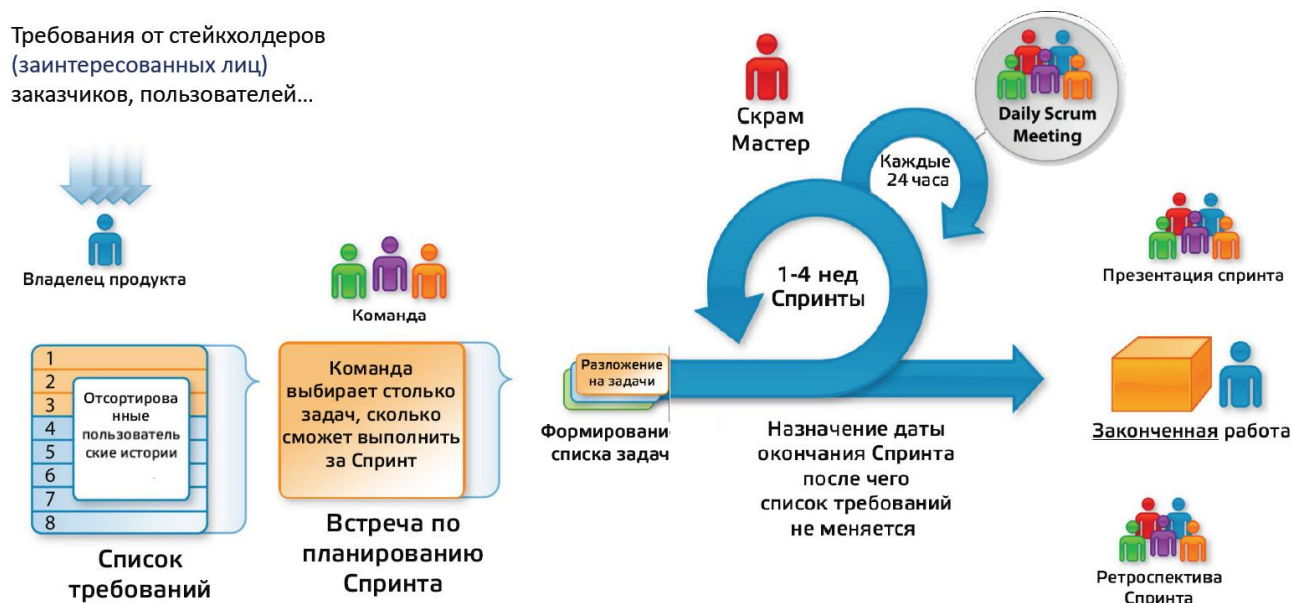 Требования от стейкхолдеров
(заинтересованных лиц)
заказчиков, пользователей...
Владелец продукта
1
2
3
4
5
6
7
8
Отсортирова
нные
пользователь
ские истории
Список
требований
Команда
Команда
выбирает столько
задач, сколько
сможет выполнить
за Спринт
Встреча по
планированию
Спринта
Разложение
на задачи
Формирование
списка задач
Скрам
Мастер
Каждые
24 часа
Daily Scrum
Meeting
1-4 нед
Спринты
Назначение даты
окончания Спринта
после чего
список требований
не меняется
Презентация спринта
Законченная работа
Ретроспектива
Спринта